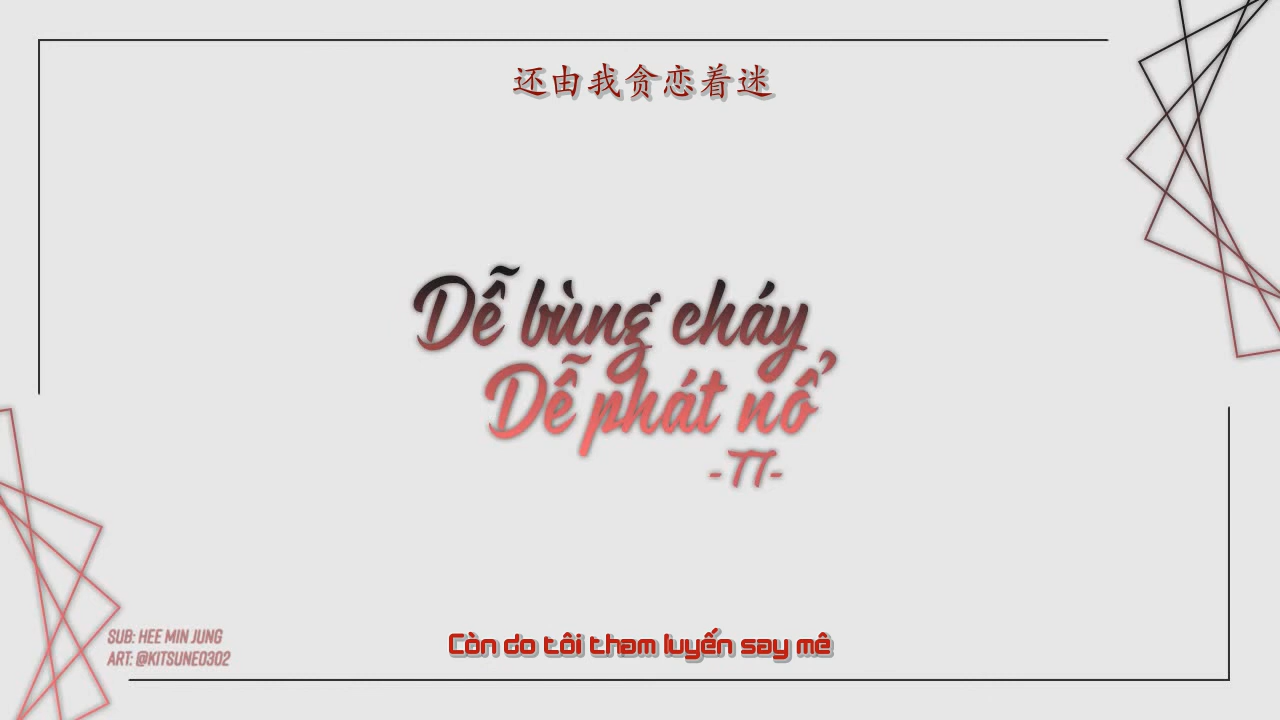 还由我贪恋着迷
Dễ bùng cháy
Dễ phát nổ
-TT-
SUB: HEE MIN JUNG
ART: @KITSUNE0302
Còn do tôi tham luyến say mê